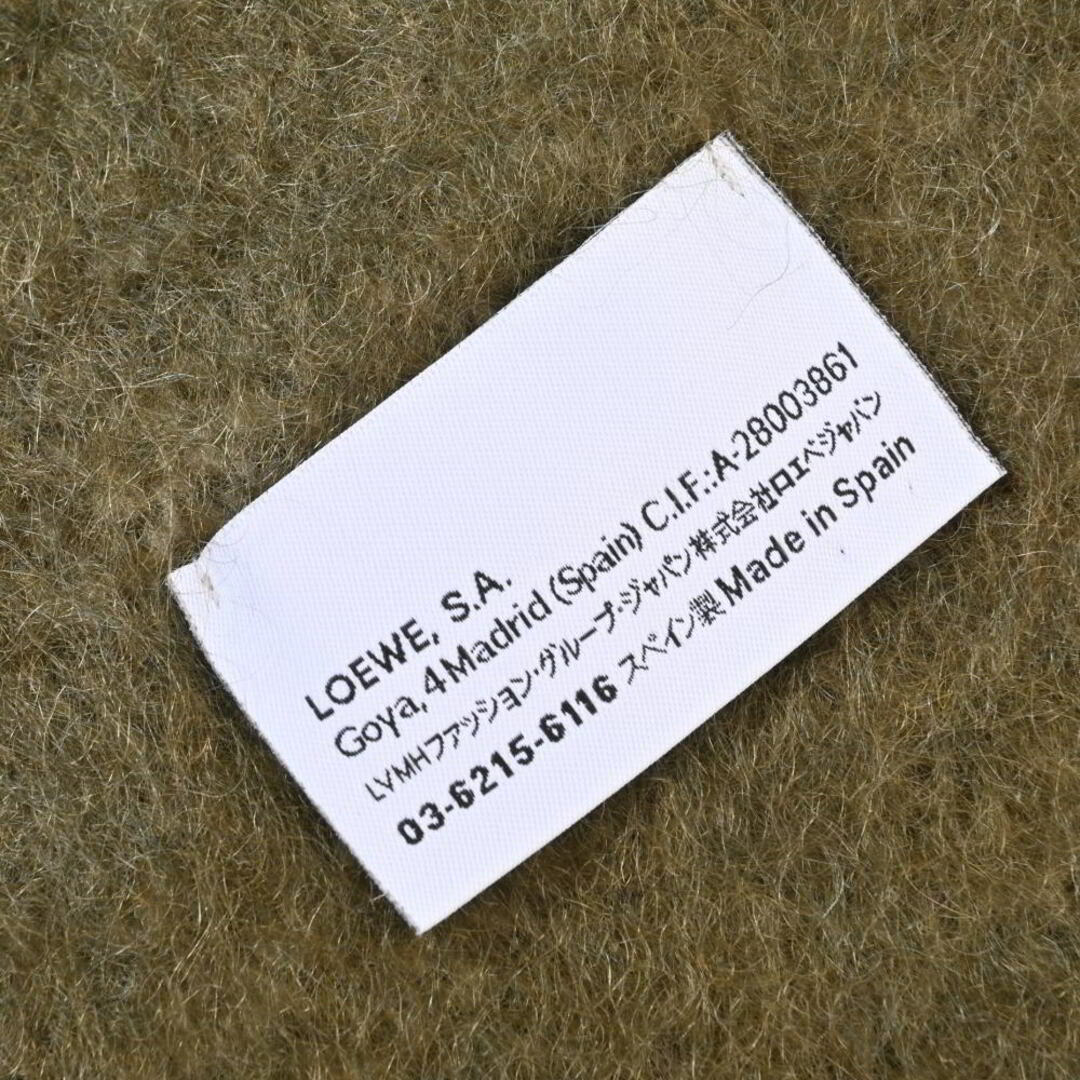 LOEWE, S.A.
Goya, 4 Madrid (Spain) C.I.F.:A-28003861
LVMHファッション・グループ・ジャパン株式会社ロエベジャパン
03-6215-6116 スペイン製 Made in Spain